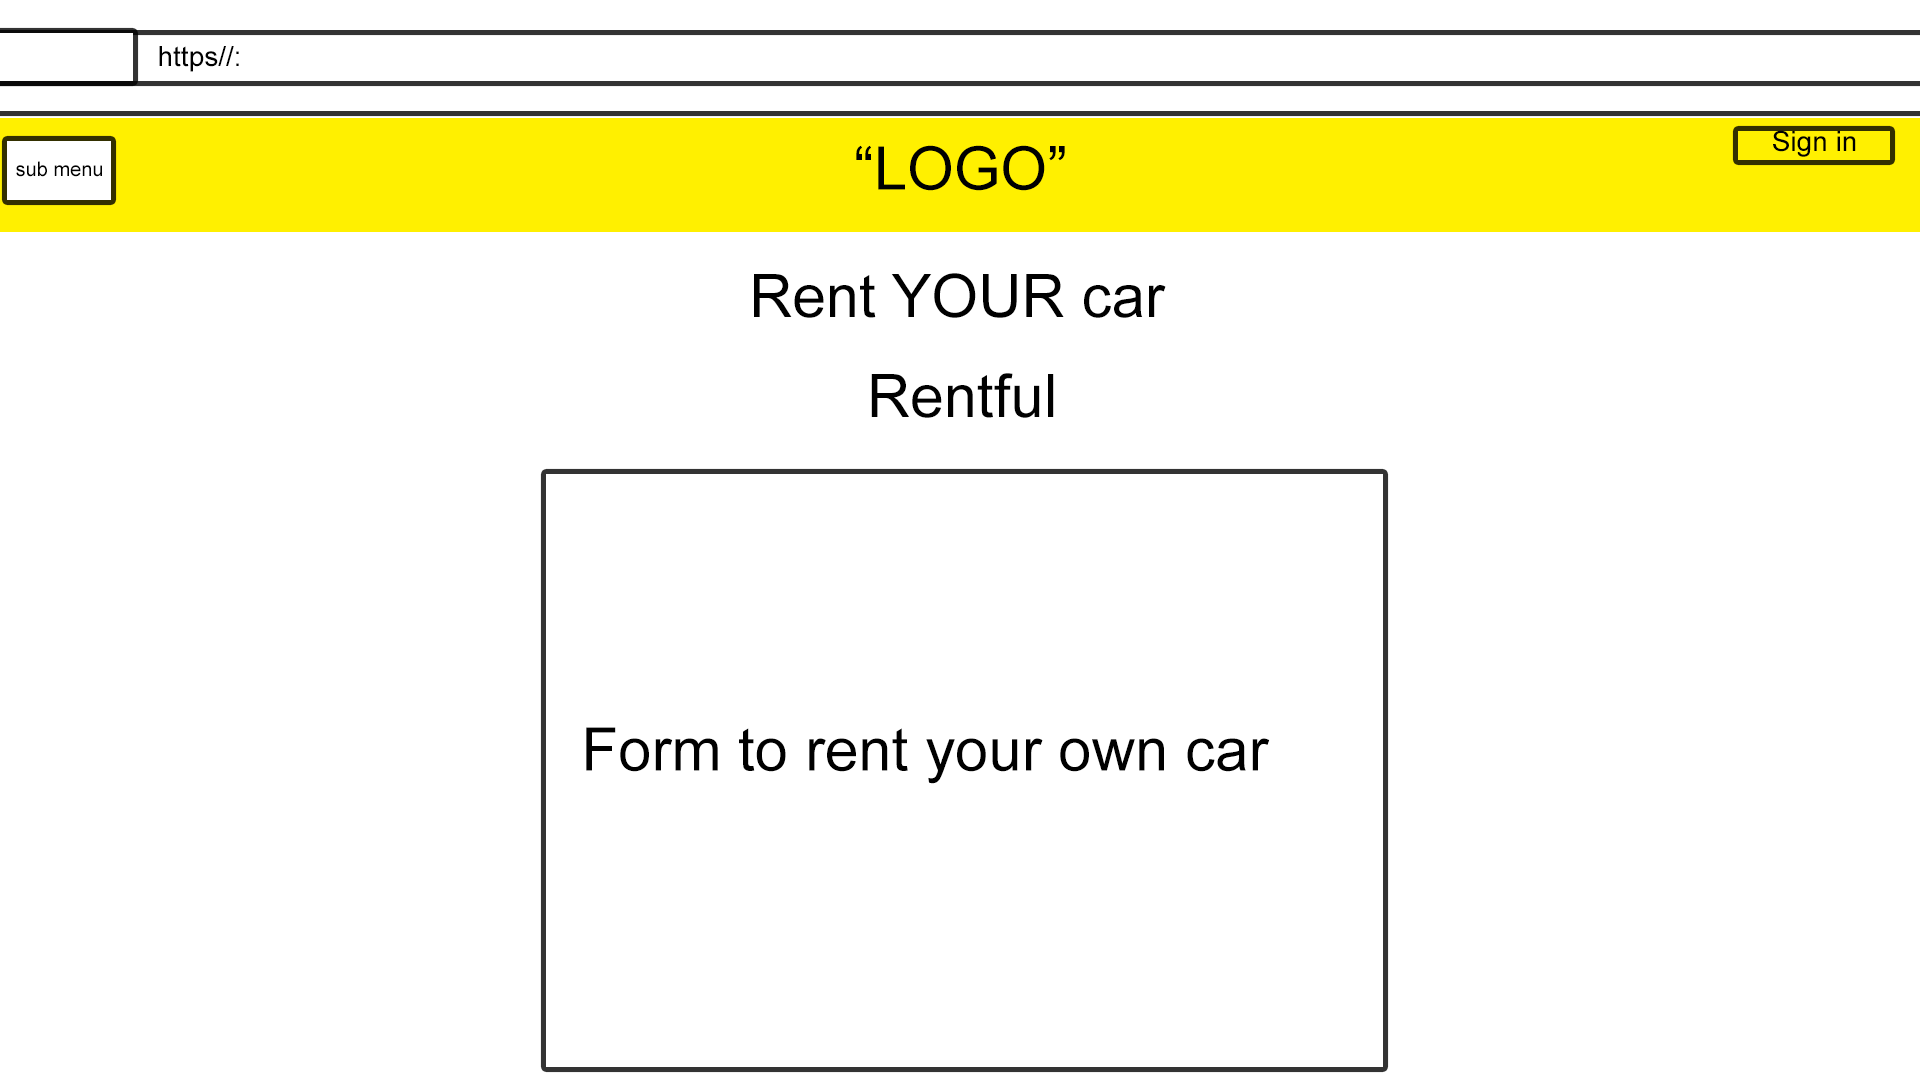 https//:
sub menu
“LOGO”
Sign in
Rent YOUR car
Rentful
Form to rent your own car